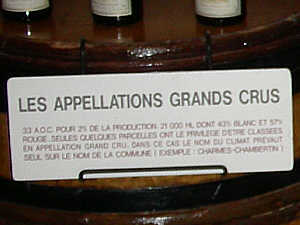 LES APPELLATIONS GRANDS CRUS
33 A.O.C. POUR 2% DE LA PRODUCTION. 21 000 HL DONT 43% BLANC ET 57%
ROUGE. SEULES QUELQUES PARCELLES ONT LE PRIVILEGE D'ETRE CLASSEES
EN APPELLATION GRAND CRU. DANS CE CAS LE NOM DU CLIMAT PREVAUT
SEUL SUR LE NOM DE LA COMMUNE ( EXEMPLE : CHARMES-CHAMBERTIN )